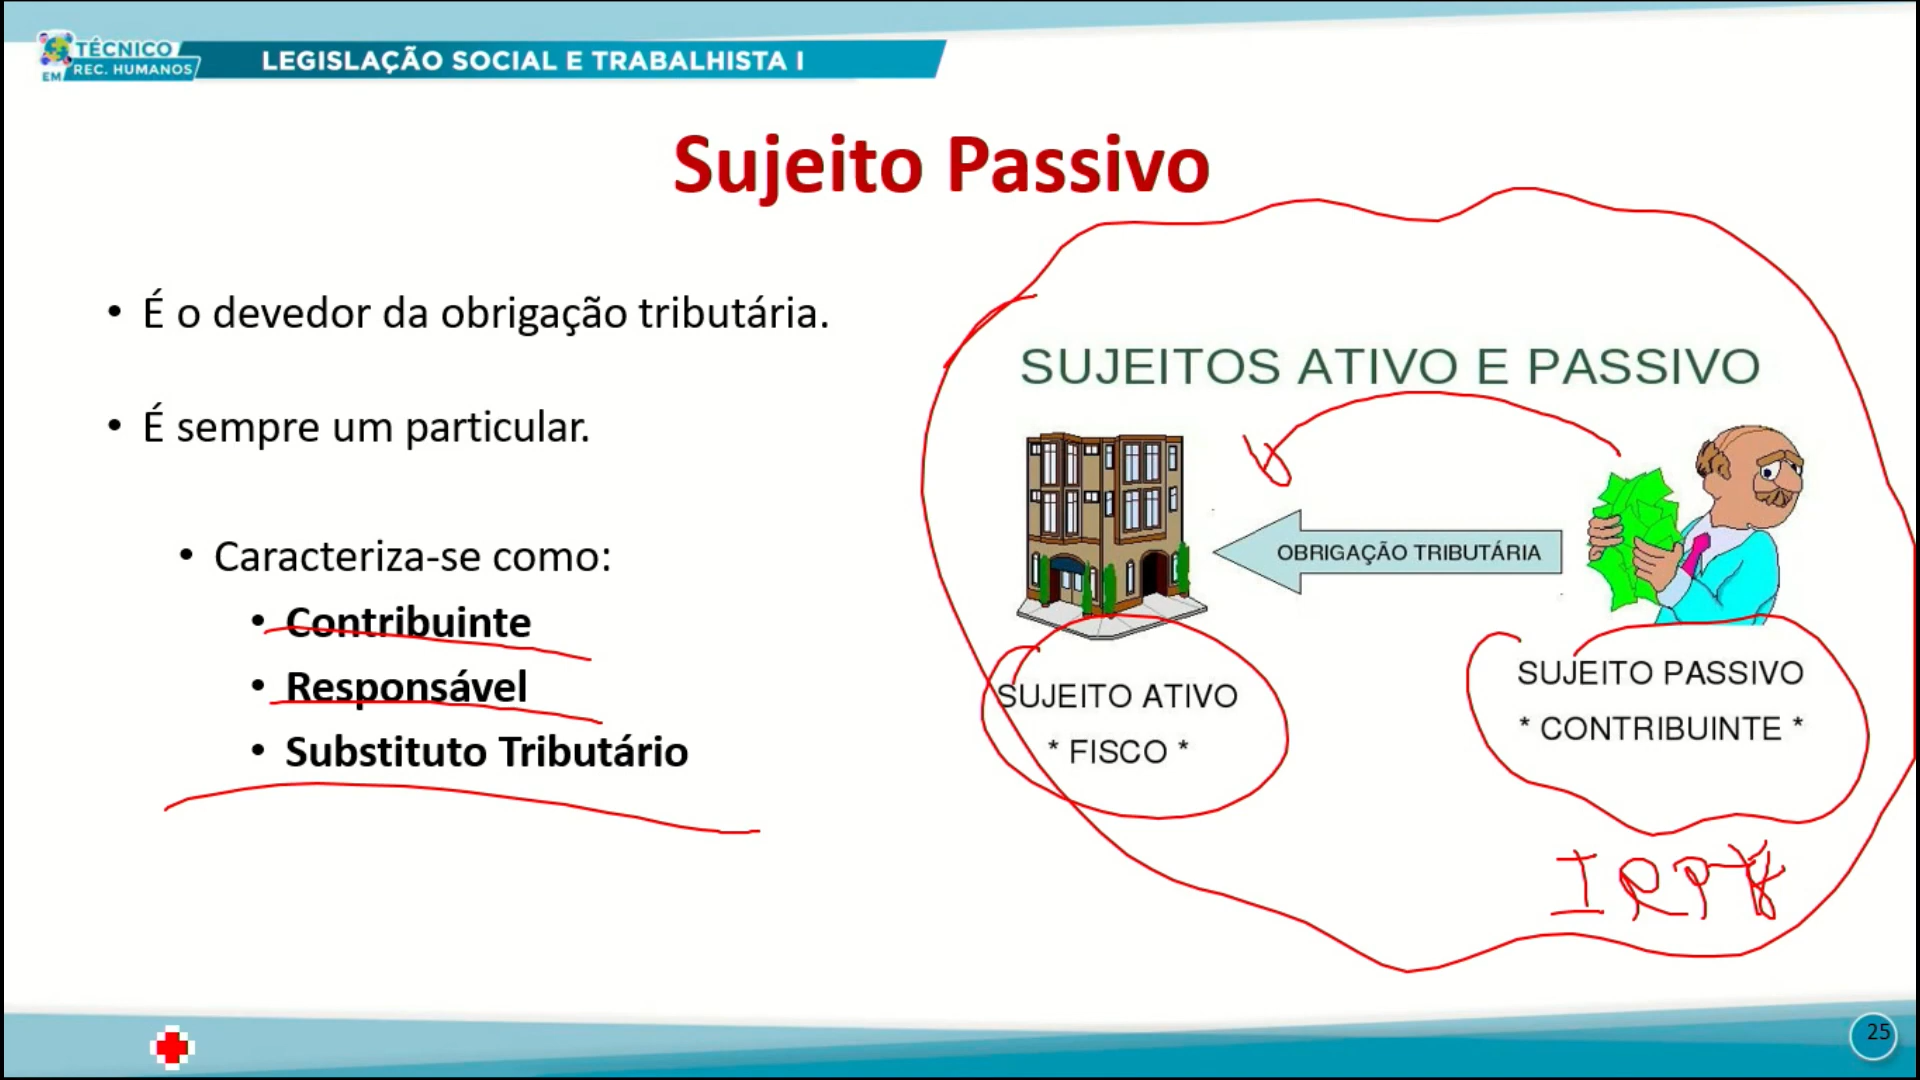 TÉCNICO
EM REC. HUMANOS
LEGISLAÇÃO SOCIAL E TRABALHISTA I
Sujeito Passivo
• É o devedor da obrigação tributária.
• É sempre um particular.
• Caracteriza-se como:
• Contribuinte
• Responsável
• Substituto Tributário
SUJEITOS ATIVO E PASSIVO
OBRIGAÇÃO TRIBUTÁRIA
SUJEITO ATIVO
* FISCO *
SUJEITO PASSIVO
* CONTRIBUINTE *
IRPF
25